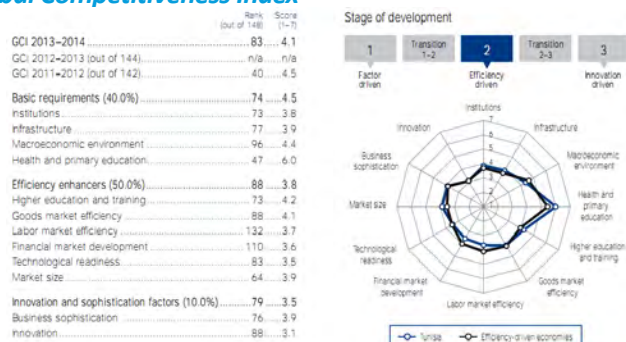 bal Competitiveness Index
Rank Score
(out of 148) (1–7)
GCI 2013–2014 83 4.1
GCI 2012–2013 (out of 144) n/a n/a
GCI 2011–2012 (out of 142) 40 4.5
Basic requirements (40.0%) 74 4.5
Institutions 73 3.8
Infrastructure 77 3.9
Macroeconomic environment 96 4.4
Health and primary education 47 6.0
Efficiency enhancers (50.0%) 88 3.8
Higher education and training 73 4.2
Goods market efficiency 88 4.1
Labor market efficiency 132 3.7
Financial market development 110 3.6
Technological readiness 83 3.5
Market size 64 3.9
Innovation and sophistication factors (10.0%) 79 3.5
Business sophistication 76 3.9
Innovation 88 3.1
Stage of development
1 Transition 1–2 2 Transition 2–3 3
Factor driven
Efficiency driven
Innovation driven
Institutions
Infrastructure
Macroeconomic environment
Health and primary education
Higher education and training
Goods market efficiency
Labor market efficiency
Financial market development
Technological readiness
Market size
Business sophistication
Innovation
7
6
5
4
3
2
1
Tunisia Efficiency-driven economies